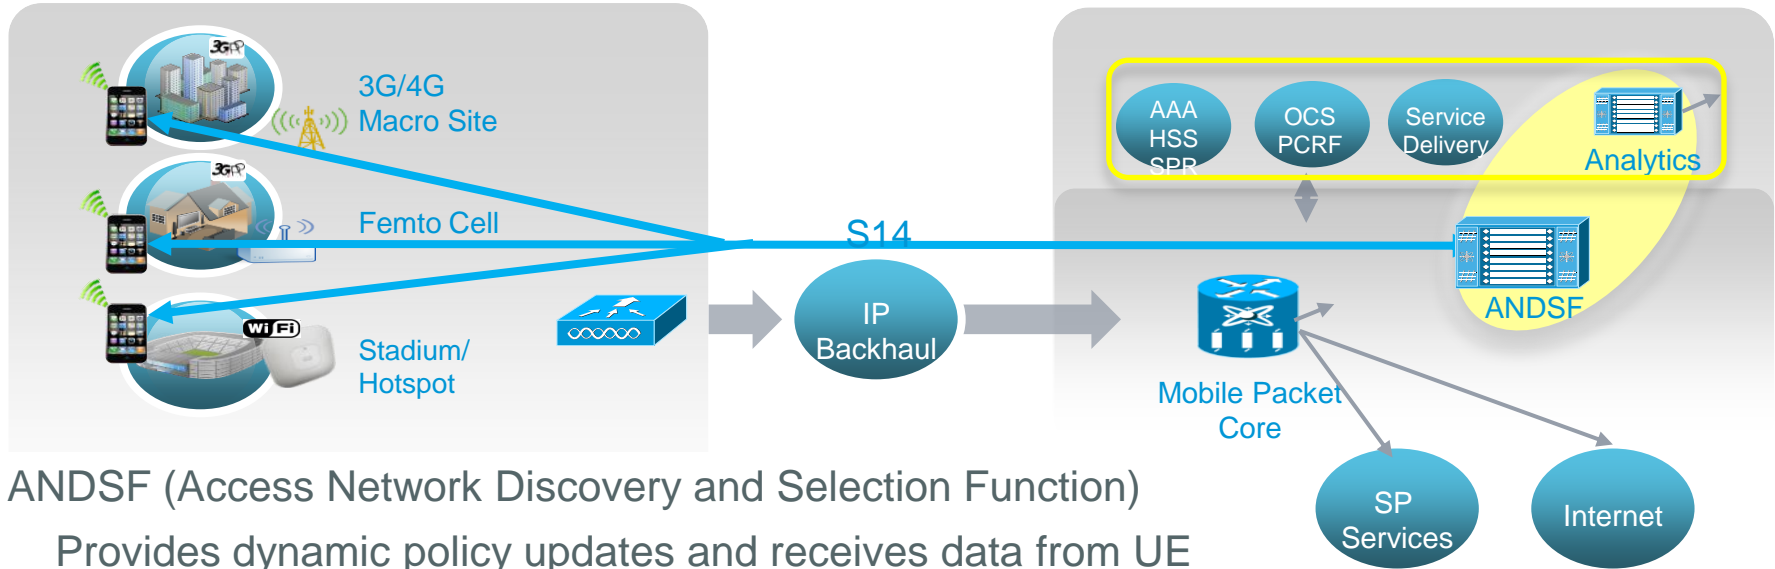 3GPP
3G/4G
Macro Site
3GPP
Femto Cell
WiFi
Stadium/
Hotspot
S14
IP
Backhaul
AAA
HSS
SPR
OCS
PCRF
Service
Delivery
Analytics
ANDSF
Mobile Packet
Core
SP
Services
Internet
ANDSF (Access Network Discovery and Selection Function)
Provides dynamic policy updates and receives data from UE